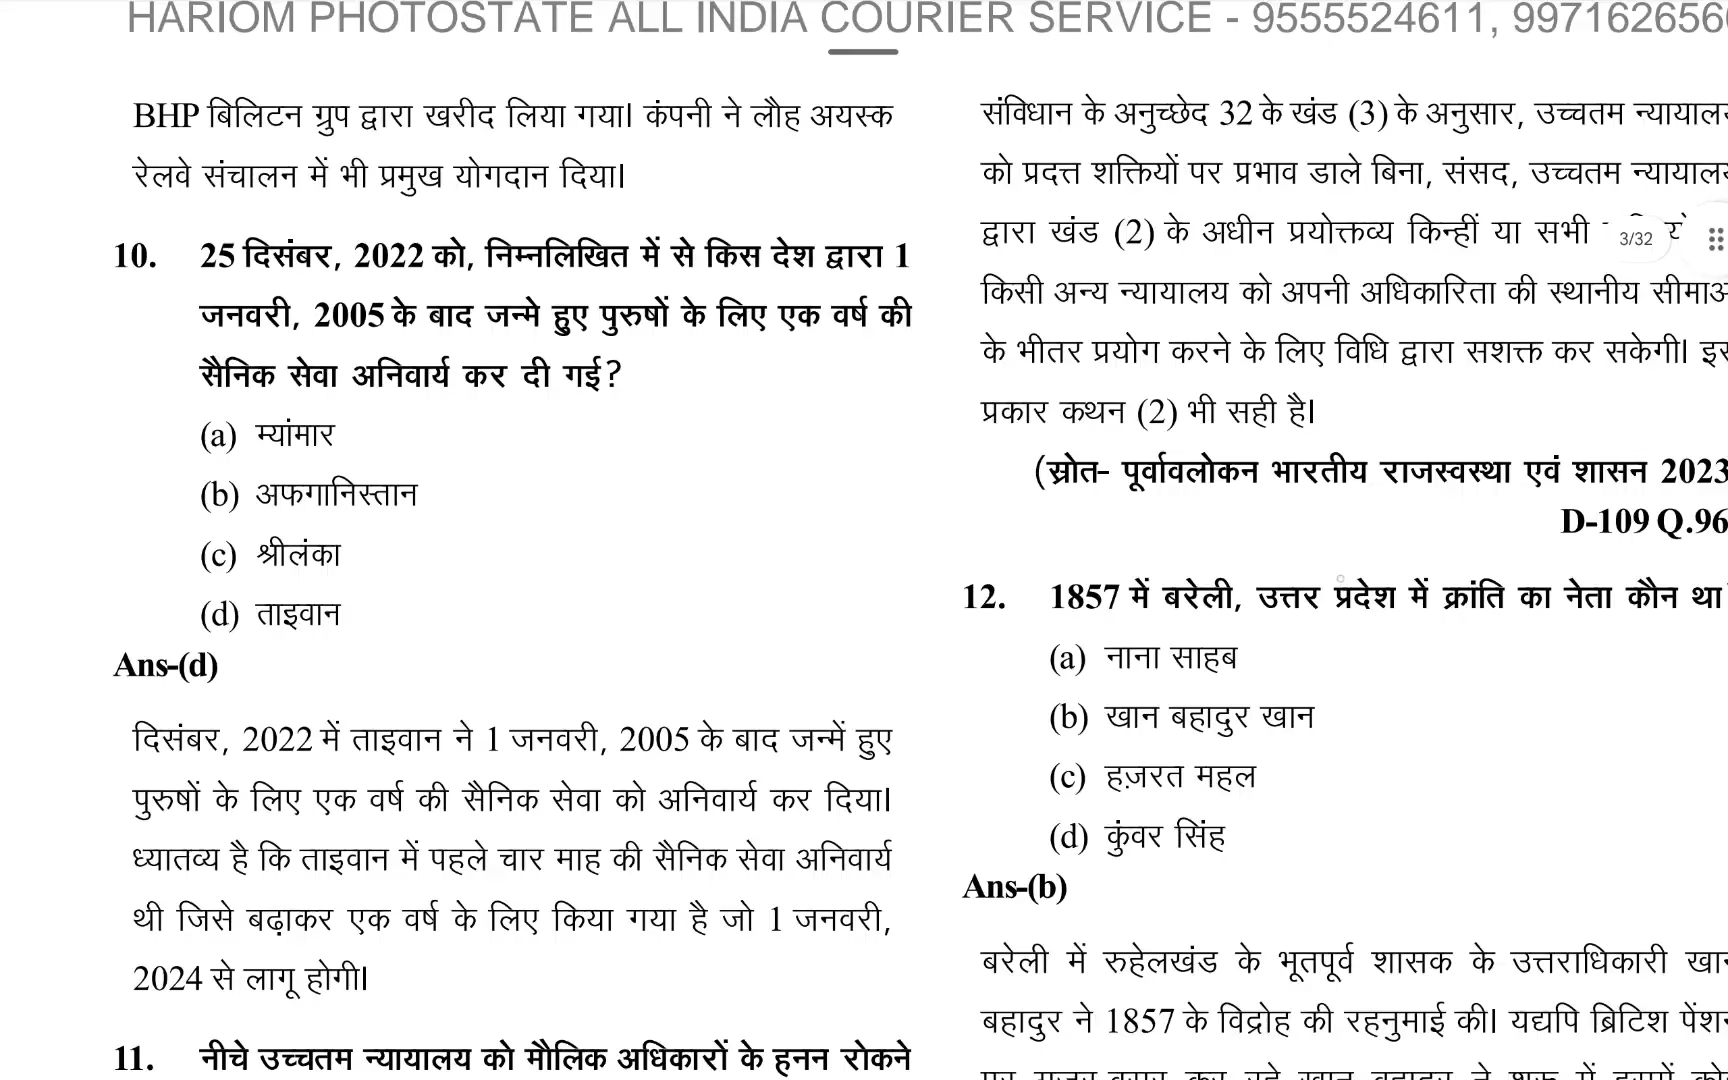 HARIOM PHOTOSTATE ALL INDIA COURIER SERVICE - 9555524611, 997162656
BHP बिलिटन ग्रुप द्वारा खरीद लिया गया। कंपनी ने लौह अयस्क
रेलवे संचालन में भी प्रमुख योगदान दिया।
10. 25 दिसंबर, 2022 को, निम्नलिखित में से किस देश द्वारा 1
जनवरी, 2005 के बाद जन्मे हुए पुरुषों के लिए एक वर्ष की
सैनिक सेवा अनिवार्य कर दी गई?
(a) म्यांमार
(b) अफगानिस्तान
(c) श्रीलंका
(d) ताइवान
Ans-(d)
दिसंबर, 2022 में ताइवान ने 1 जनवरी, 2005 के बाद जन्में हुए
पुरुषों के लिए एक वर्ष की सैनिक सेवा को अनिवार्य कर दिया।
ध्यातव्य है कि ताइवान में पहले चार माह की सैनिक सेवा अनिवार्य
थी जिसे बढ़ाकर एक वर्ष के लिए किया गया है जो 1 जनवरी,
2024 से लागू होगी।
11. नीचे उच्चतम न्यायालय को मौलिक अधिकारों के हनन रोकने
संविधान के अनुच्छेद 32 के खंड (3) के अनुसार, उच्चतम
को प्रदत्त शक्तियों पर प्रभाव डाले बिना, संसद, उच्चतम
द्वारा खंड (2) के अधीन प्रयोक्तव्य किन्हीं या सभी
3/32
किसी अन्य न्यायालय को अपनी अधिकारिता की स्थानीय
के भीतर प्रयोग करने के लिए विधि द्वारा सशक्त कर सकेगी।
प्रकार कथन (2) भी सही है।
(स्रोत- पूर्वावलोकन भारतीय राजस्वस्था एवं शासन 2023
D-109 Q.96
12. 1857 में बरेली, उत्तर प्रदेश में क्रांति का नेता कौन था
(a) नाना साहब
(b) खान बहादुर खान
(c) हज़रत महल
(d) कुंवर सिंह
Ans-(b)
बरेली में रुहेलखंड के भूतपूर्व शासक के उत्तराधिकारी
बहादुर ने 1857 के विद्रोह की रहनुमाई की। यद्यपि ब्रिटिश